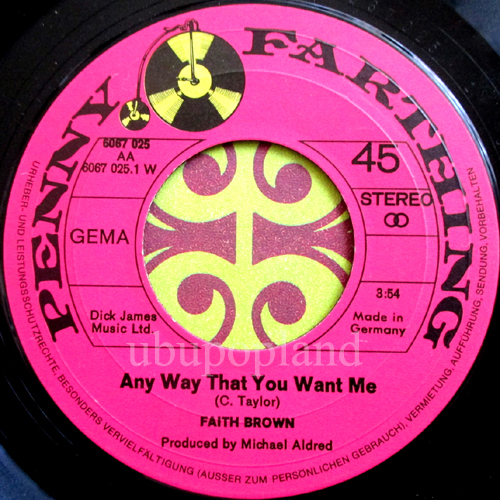 PENNY FARTHING
6067 025
AA
6067 025.1 W
45
STEREO
GEMA
3:54
Dick James
Music Ltd.
Made in
Germany
ubupopland
Any Way That You Want Me
(C. Taylor)
FAITH BROWN
Produced by Michael Aldred
URHEBER- UND LEISTUNGSSCHUTZRECHTE, BESONDERS VERVIELFÄLTIGUNG (AUSSER ZUM PERSÖNLICHEN GEBRAUCH), VERMIETUNG, AUFFÜHRUNG, SENDUNG, VORBEHALTEN